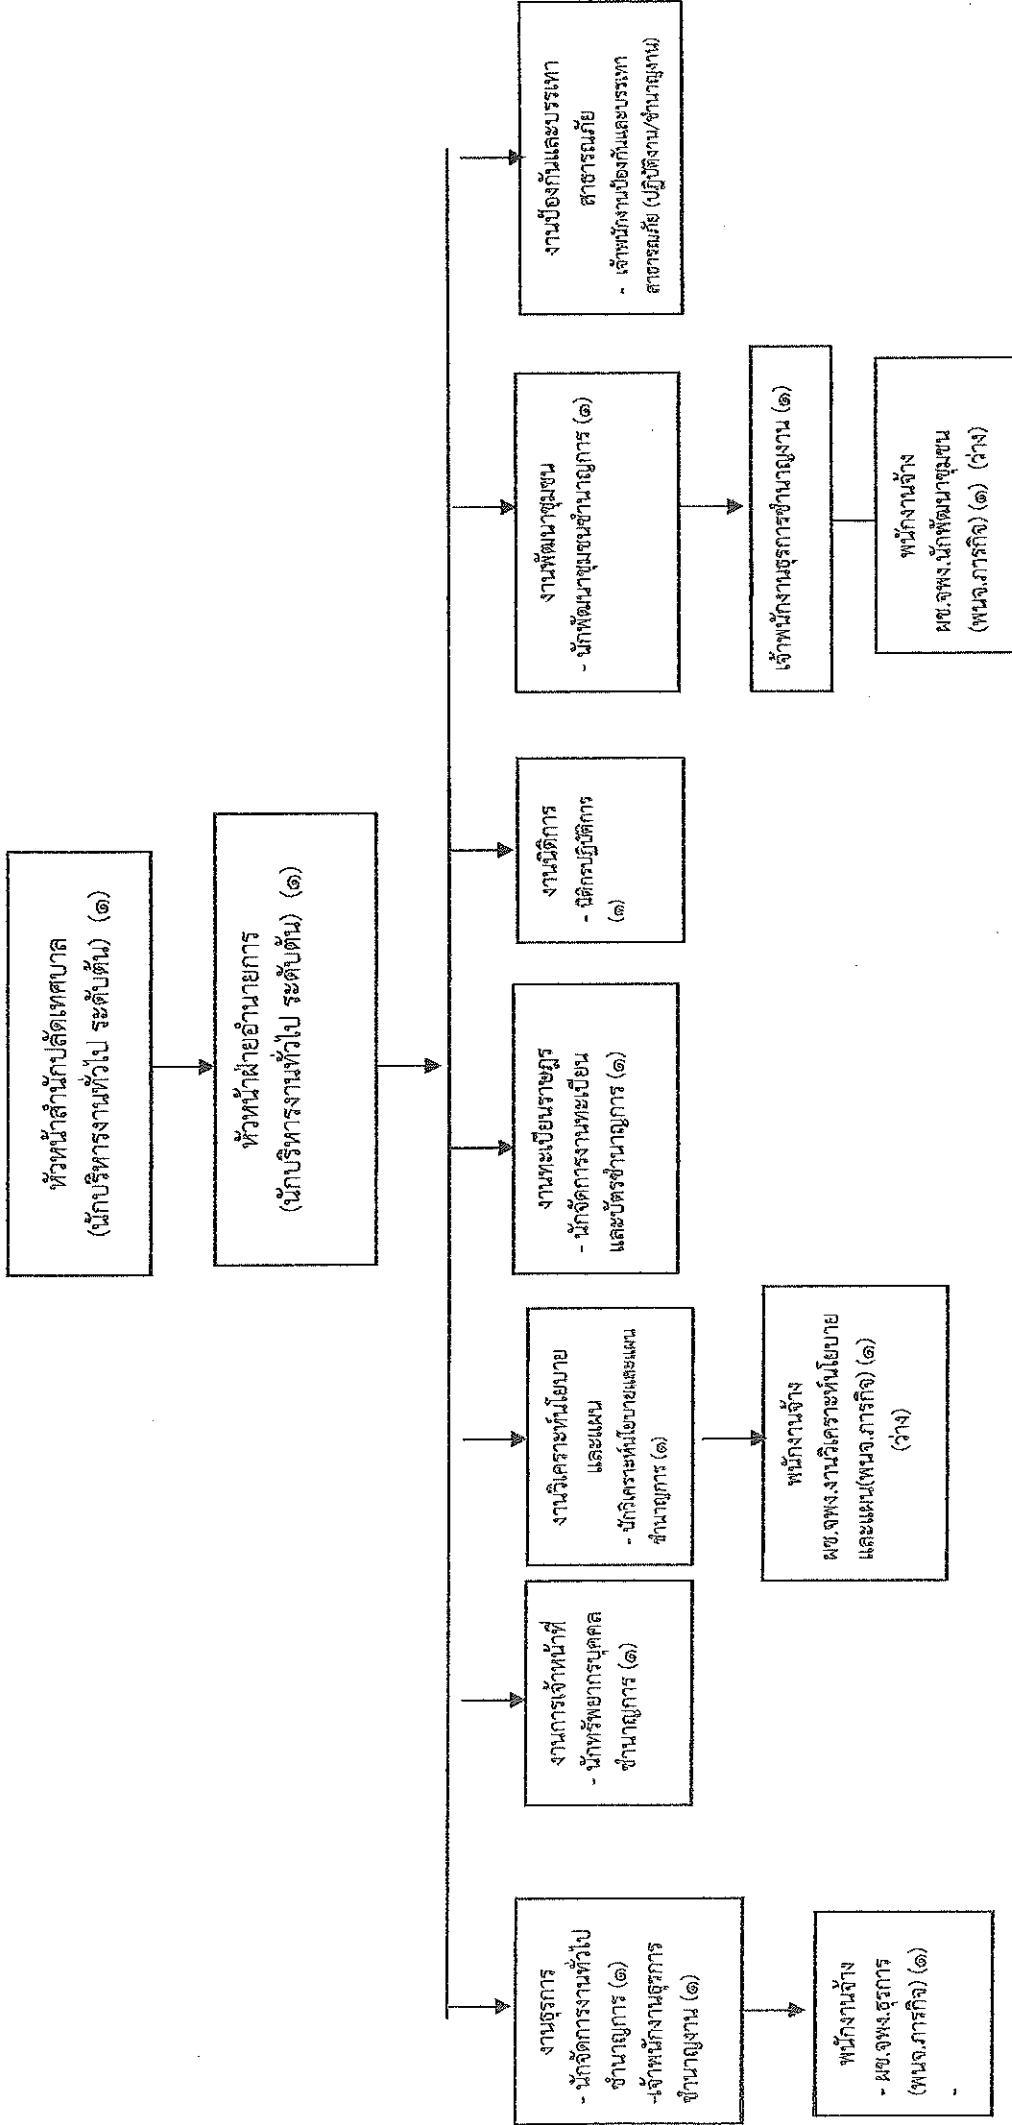 หัวหน้าสำนักปลัดเทศบาล
(นักบริหารงานทั่วไป ระดับต้น) (๑)
หัวหน้าฝ่ายอำนวยการ
(นักบริหารงานทั่วไป ระดับต้น) (๑)
งานธุรการ
- นักจัดการงานทั่วไป
ชำนาญการ (๑)
-เจ้าพนักงานธุรการ
ชำนาญงาน (๑)
พนักงานจ้าง
- ผช.จพง.ธุรการ
(พนจ.ภารกิจ) (๑)
-
งานการเจ้าหน้าที่
- นักทรัพยากรบุคคล
ชำนาญการ (๑)
งานวิเคราะห์นโยบาย
และแผน
- นักวิเคราะห์นโยบายและแผน
ชำนาญการ (๑)
พนักงานจ้าง
ผช.จพง.งานวิเคราะห์นโยบาย
และแผน(พนจ.ภารกิจ) (๑)
(ว่าง)
งานทะเบียนราษฎร
- นักจัดการงานทะเบียน
และบัตรชำนาญการ (๑)
งานนิติการ
- นิติกรปฏิบัติการ
(๑)
งานพัฒนาชุมชน
- นักพัฒนาชุมชนชำนาญการ (๑)
เจ้าพนักงานธุรการชำนาญงาน (๑)
พนักงานจ้าง
ผช.จพง.นักพัฒนาชุมชน
(พนจ.ภารกิจ) (๑) (ว่าง)
งานป้องกันและบรรเทา
สาธารณภัย
- เจ้าพนักงานป้องกันและบรรเทา
สาธารณภัย (ปฏิบัติงาน/ชำนาญงาน)